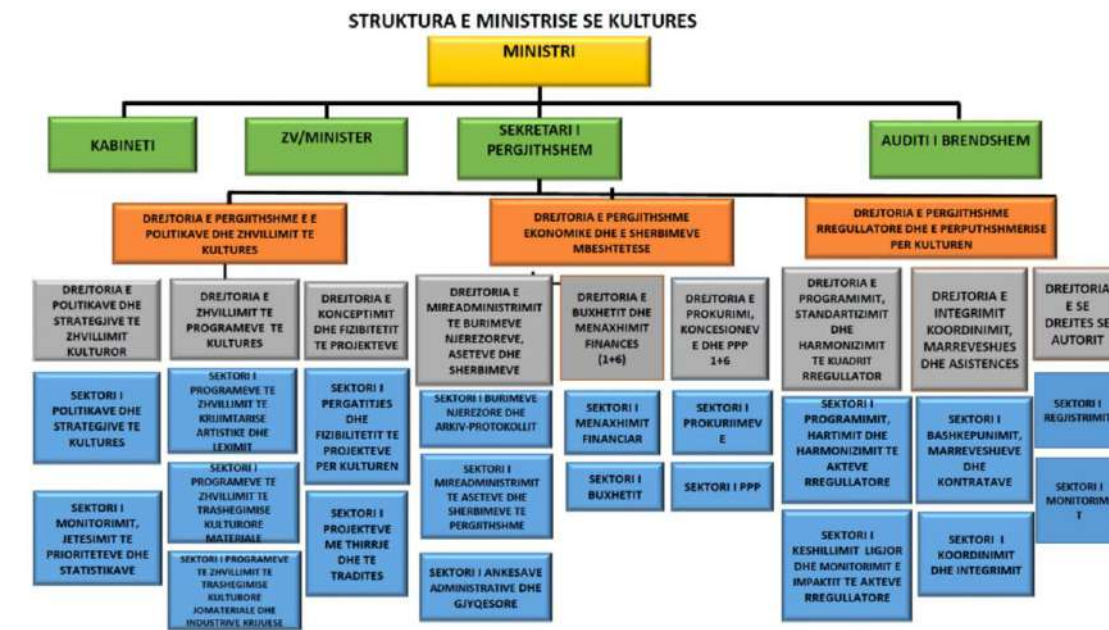 STRUKTURA E MINISTRISE SE KULTURES
MINISTRI
KABINETI
ZV/MINISTER
SEKRETARI I
PERGJITHSHEM
AUDITI I BRENDSHEM
DREJTORIA E PERGJITHSHME E E
POLITIKAVE DHE ZHVILLIMIT TE
KULTURES
DREJTORIA E PERGJITHSHME
EKONOMIKE DHE E SHERBIMEVE
MBESHTETESE
DREJTORIA E PERGJITHSHME
RREGULLATORE DHE E PERPUTHSHMERISE
PER KULTUREN
DREJTORIA E
POLITIKAVE DHE
STRATEGJIVE TE
ZHVILLIMIT
KULTUROR
DREJTORIA E
ZHVILLIMIT TE
PROGRAMEVE TE
KULTURES
DREJTORIA E
KONCEPTIMIT
DHE FIZIBITETIT
TE PROJEKTEVE
DREJTORIA E
MIREADMINISTRIMIT
TE BURIMEVE
NJEREZOREVE,
ASETEVE DHE
SHERBIMEVE
DREJTORIA E
BUXHETIT DHE
MENAXHIMIT
FINANCES
(1+6)
DREJTORIA E
PROKURIMI,
KONCESIONEV
E DHE PPP
1+6
DREJTORIA E
PROGRAMIMIT,
STANDARTIZIMIT
DHE
HARMONIZIMIT
TE KUADRIT
RREGULLATOR
DREJTORIA E
INTEGRIMIT
KOORDINIMIT,
MARREVESHJES
DHE ASISTENCES
DREJTORIA
E SE
DREJTES SE
AUTORIT
SEKTORI I
POLITIKAVE DHE
STRATEGJIVE TE
KULTURES
SEKTORI I
PROGRAMEVE TE
ZHVILLIMIT TE
KRIJIMTARISE
ARTISTIKE DHE
LEXIMIT
SEKTORI I
PERGATITJES
DHE
FIZIBILITETIT TE
PROJEKTEVE
PER KULTUREN
SEKTORI I BURIMEVE
NJEREZORE DHE
ARKIV-PROTOKOLLIT
SEKTORI I
MENAXHIMIT
FINANCIAR
SEKTORI I
PROKURIIMEV
E
SEKTORI I
PROGRAMIMIT,
HARTIMIT DHE
HARMONIZIMIT TE
AKTEVE
RREGULLATORE
SEKTORI I
BASHKEPUNIMIT,
MARREVESHJEVE
DHE
KONTRATAVE
SEKTORI I
REGJISTRIMIT
SEKTORI I
MONITORIMIT,
JETESIMIT TE
PRIORITETEVE DHE
STATISTIKAVE
SEKTORI I
PROGRAMEVE TE
ZHVILLIMIT TE
TRASHEGIMISE
KULTURORE
MATERIALE
SEKTORI I PROGRAMEVE
TE ZHVILLIMIT TE
TRASHEGIMISE
KULTURORE
JOMATERIALE DHE
INDUSTRIVE KRIJUESE
SEKTORI I
PROJEKTEVE
ME THIRRJE
DHE TE
TRADITES
SEKTORI I
MIREADMINISTRIMIT
TE ASETEVE DHE
SHERBIMEVE TE
PERGJITHSHME
SEKTORI I ANKESAVE
ADMINISTRATIVE DHE
GJYQESORE
SEKTORI I
BUXHETIT
SEKTORI I PPP
SEKTORI I
KESHILLIMIT LIGJOR
DHE MONITORIMIT E
IMPAKTIT TE AKTEVE
RREGULLATORE
SEKTORI I
KOORDINIMIT
DHE INTEGRIMIT
SEKTORI I
MONITORIMI
T